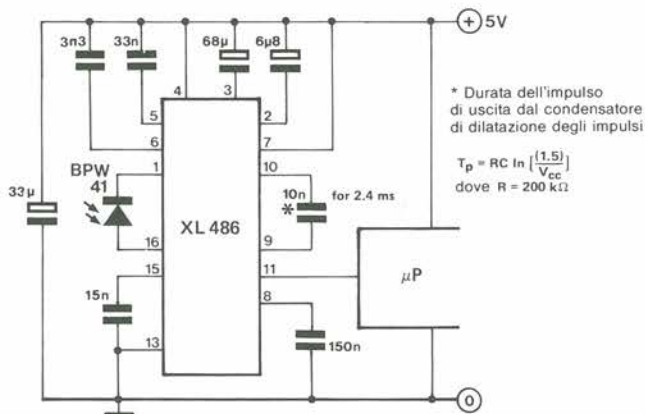 3n3
33n
68µ
6µ8
+ 5V
4
3
5
2
6
7
BPW
41
1
10
33µ
XL 486
10n
*
for 2.4 ms
16
9
15
11
µP
15n
8
13
150n
0
* Durata dell'impulso
di uscita dal condensatore
di dilatazione degli impulsi
Tp = RC ln [(1.5)/Vcc]
dove R = 200 kΩ